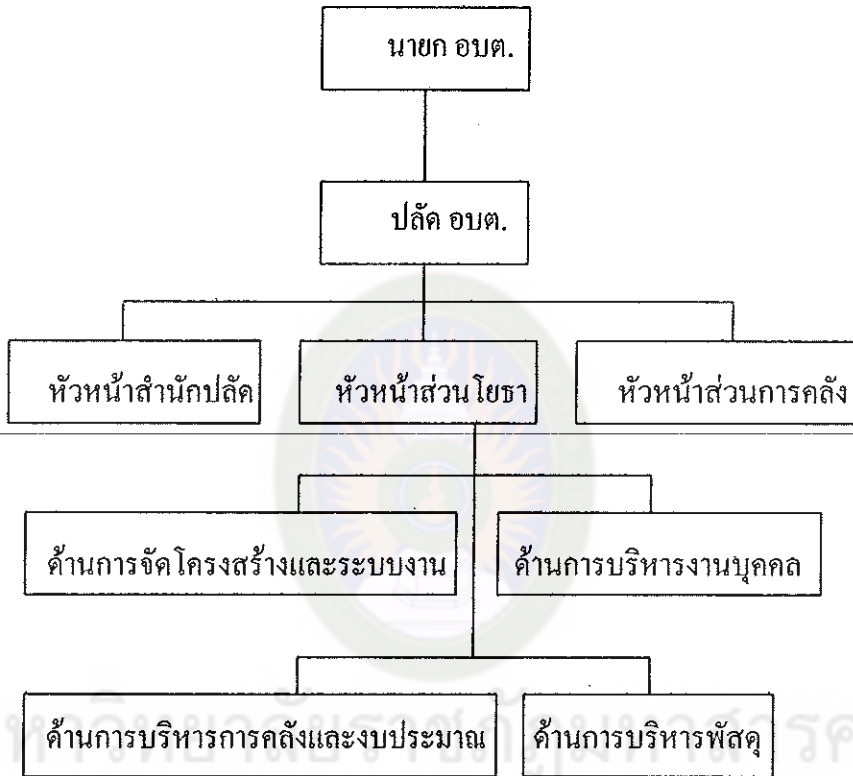 นายก อบต.
ปลัด อบต.
หัวหน้าสำนักปลัด
หัวหน้าส่วนโยธา
หัวหน้าส่วนการคลัง
ด้านการจัดโครงสร้างและระบบงาน
ด้านการบริหารงานบุคคล
ด้านการบริหารการคลังและงบประมาณ
ด้านการบริหารพัสดุ